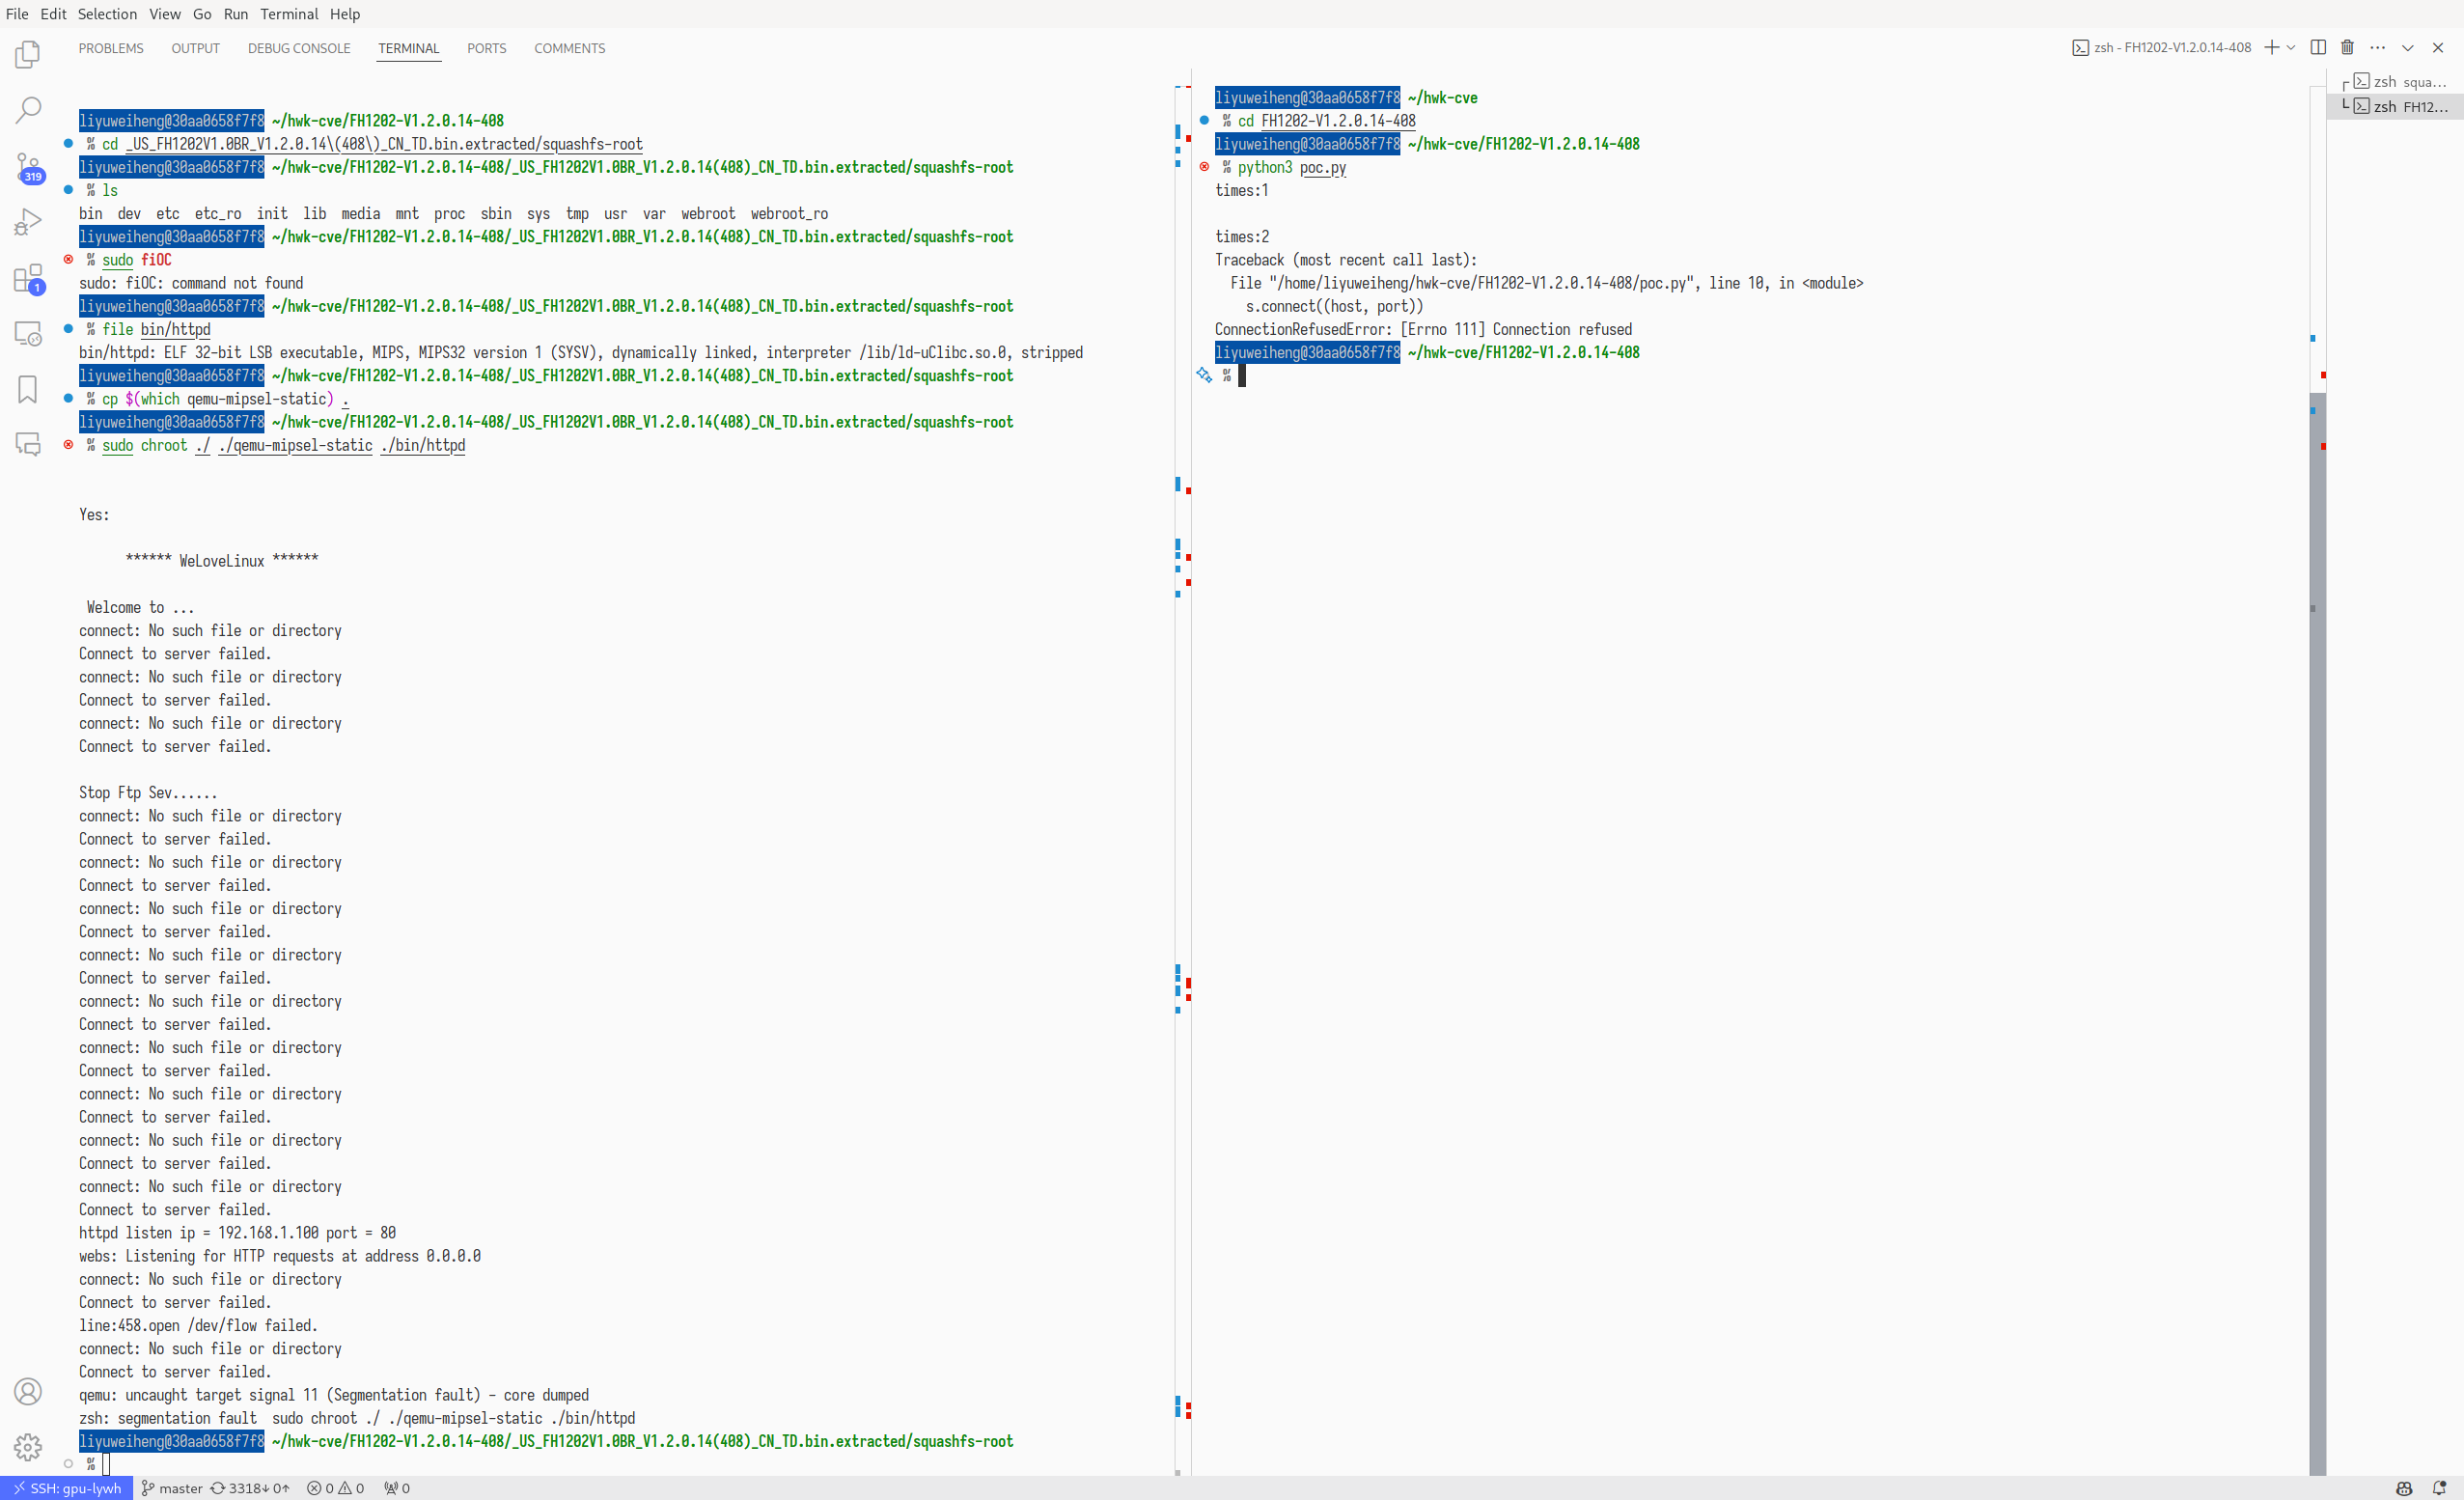 File Edit Selection View Go Run Terminal Help
PROBLEMS OUTPUT DEBUG CONSOLE TERMINAL PORTS COMMENTS
zsh - FH1202-V1.2.0.14-408
319
1
liyuweiheng@30aa0658f7f8 ~/hwk-cve/FH1202-V1.2.0.14-408
% cd _US_FH1202V1.0BR_V1.2.0.14\(408\)_CN_TD.bin.extracted/squashfs-root
liyuweiheng@30aa0658f7f8 ~/hwk-cve/FH1202-V1.2.0.14-408/_US_FH1202V1.0BR_V1.2.0.14(408)_CN_TD.bin.extracted/squashfs-root
% ls
bin dev etc etc_ro init lib media mnt proc sbin sys tmp usr var webroot webroot_ro
liyuweiheng@30aa0658f7f8 ~/hwk-cve/FH1202-V1.2.0.14-408/_US_FH1202V1.0BR_V1.2.0.14(408)_CN_TD.bin.extracted/squashfs-root
% sudo fiOC
sudo: fiOC: command not found
liyuweiheng@30aa0658f7f8 ~/hwk-cve/FH1202-V1.2.0.14-408/_US_FH1202V1.0BR_V1.2.0.14(408)_CN_TD.bin.extracted/squashfs-root
% file bin/httpd
bin/httpd: ELF 32-bit LSB executable, MIPS, MIPS32 version 1 (SYSV), dynamically linked, interpreter /lib/ld-uClibc.so.0, stripped
liyuweiheng@30aa0658f7f8 ~/hwk-cve/FH1202-V1.2.0.14-408/_US_FH1202V1.0BR_V1.2.0.14(408)_CN_TD.bin.extracted/squashfs-root
% cp $(which qemu-mipsel-static) .
liyuweiheng@30aa0658f7f8 ~/hwk-cve/FH1202-V1.2.0.14-408/_US_FH1202V1.0BR_V1.2.0.14(408)_CN_TD.bin.extracted/squashfs-root
% sudo chroot ./ ./qemu-mipsel-static ./bin/httpd
Yes:
****** WeLoveLinux ******
Welcome to ...
connect: No such file or directory
Connect to server failed.
connect: No such file or directory
Connect to server failed.
connect: No such file or directory
Connect to server failed.
Stop Ftp Sev......
connect: No such file or directory
Connect to server failed.
connect: No such file or directory
Connect to server failed.
connect: No such file or directory
Connect to server failed.
connect: No such file or directory
Connect to server failed.
connect: No such file or directory
Connect to server failed.
connect: No such file or directory
Connect to server failed.
connect: No such file or directory
Connect to server failed.
connect: No such file or directory
Connect to server failed.
connect: No such file or directory
Connect to server failed.
httpd listen ip = 192.168.1.100 port = 80
webs: Listening for HTTP requests at address 0.0.0.0
connect: No such file or directory
Connect to server failed.
line:458.open /dev/flow failed.
connect: No such file or directory
Connect to server failed.
qemu: uncaught target signal 11 (Segmentation fault) - core dumped
zsh: segmentation fault sudo chroot ./ ./qemu-mipsel-static ./bin/httpd
liyuweiheng@30aa0658f7f8 ~/hwk-cve/FH1202-V1.2.0.14-408/_US_FH1202V1.0BR_V1.2.0.14(408)_CN_TD.bin.extracted/squashfs-root
%
liyuweiheng@30aa0658f7f8 ~/hwk-cve
% cd FH1202-V1.2.0.14-408
liyuweiheng@30aa0658f7f8 ~/hwk-cve/FH1202-V1.2.0.14-408
% python3 poc.py
times:1
times:2
Traceback (most recent call last):
File "/home/liyuweiheng/hwk-cve/FH1202-V1.2.0.14-408/poc.py", line 10, in <module>
s.connect((host, port))
ConnectionRefusedError: [Errno 111] Connection refused
liyuweiheng@30aa0658f7f8 ~/hwk-cve/FH1202-V1.2.0.14-408
%
zsh squa...
zsh FH12...
SSH: gpu-lywh master 3318↓ 0↑ 0 0 0